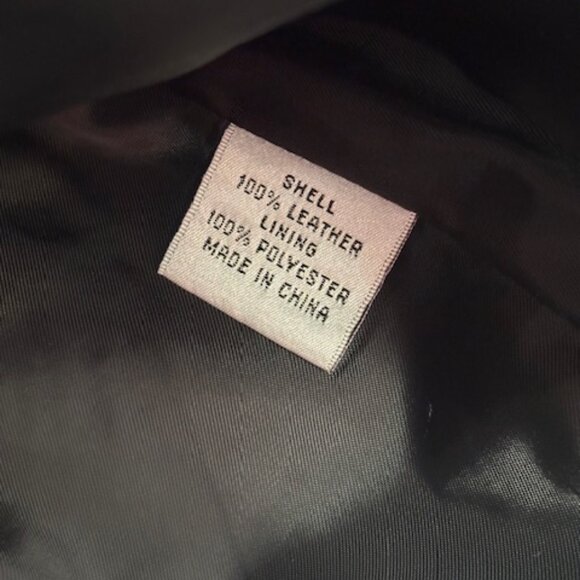 SHELL
100% LEATHER
LINING
100% POLYESTER
MADE IN CHINA